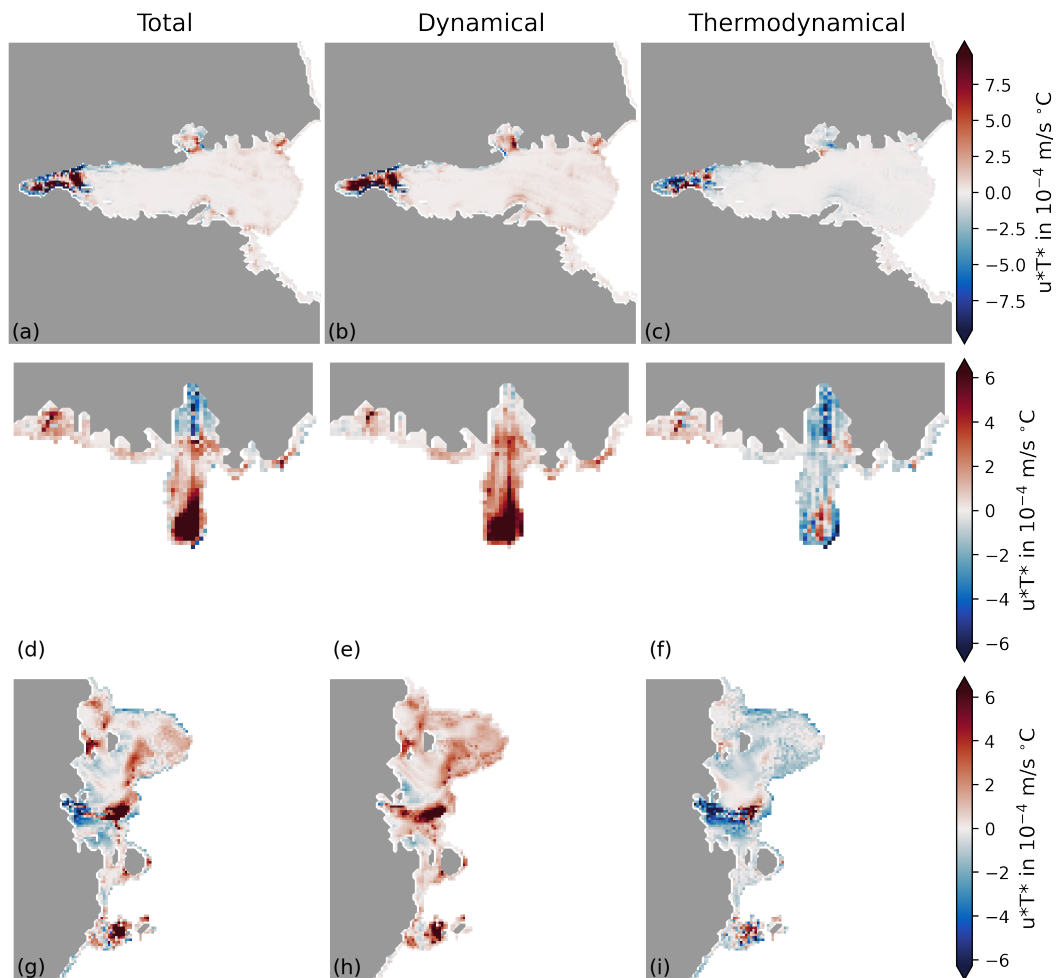 Total
Dynamical
Thermodynamical
(a)
(b)
(c)
7.5
5.0
2.5
0.0
−2.5
−5.0
−7.5
u*T* in 10⁻⁴ m/s °C
(d)
(e)
(f)
6
4
2
0
−2
−4
−6
u*T* in 10⁻⁴ m/s °C
(g)
(h)
(i)
6
4
2
0
−2
−4
−6
u*T* in 10⁻⁴ m/s °C